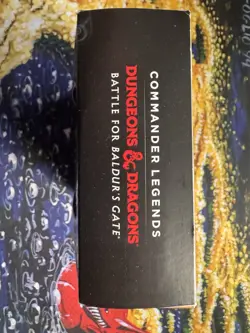 COMMANDER LEGENDS
DUNGEONS & DRAGONS
BATTLE FOR BALDUR'S GATE